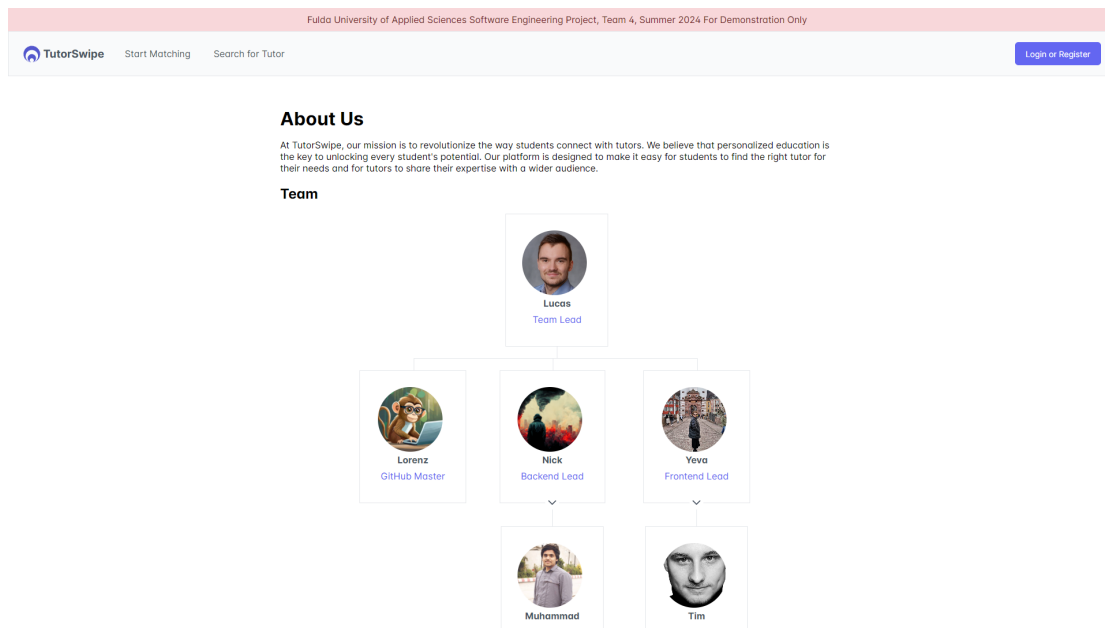 Fulda University of Applied Sciences Software Engineering Project, Team 4, Summer 2024 For Demonstration Only
TutorSwipe Start Matching Search for Tutor Login or Register
About Us
At TutorSwipe, our mission is to revolutionize the way students connect with tutors. We believe that personalized education is
the key to unlocking every student's potential. Our platform is designed to make it easy for students to find the right tutor for
their needs and for tutors to share their expertise with a wider audience.
Team
Lucas
Team Lead
Lorenz Nick Yeva
GitHub Master Backend Lead Frontend Lead
Muhammad Tim